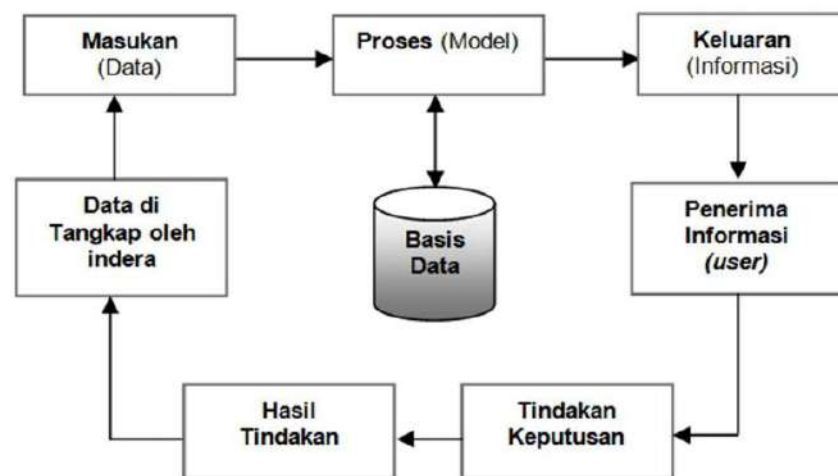 Masukan
(Data)
Proses (Model)
Keluaran
(Informasi)
Data di
Tangkap oleh
indera
Basis
Data
Penerima
Informasi
(user)
Hasil
Tindakan
Tindakan
Keputusan